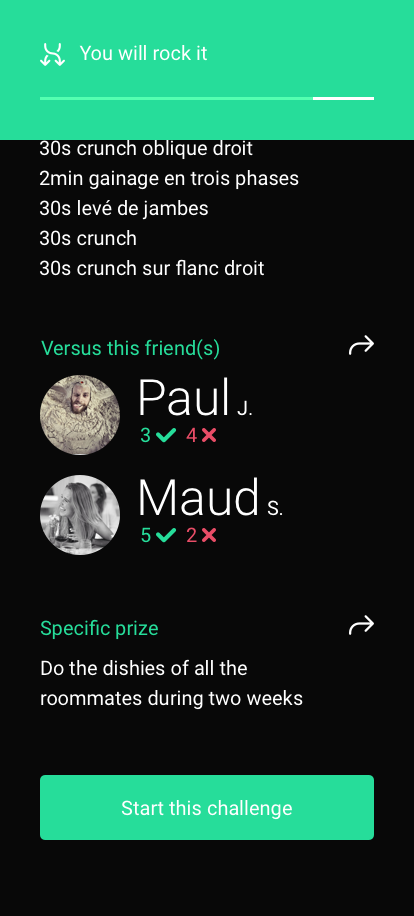 You will rock it
30s crunch oblique droit
2min gainage en trois phases
30s levé de jambes
30s crunch
30s crunch sur flanc droit
Versus this friend(s)
Paul J.
3 4
Maud S.
5 2
Specific prize
Do the dishies of all the
roommates during two weeks
Start this challenge